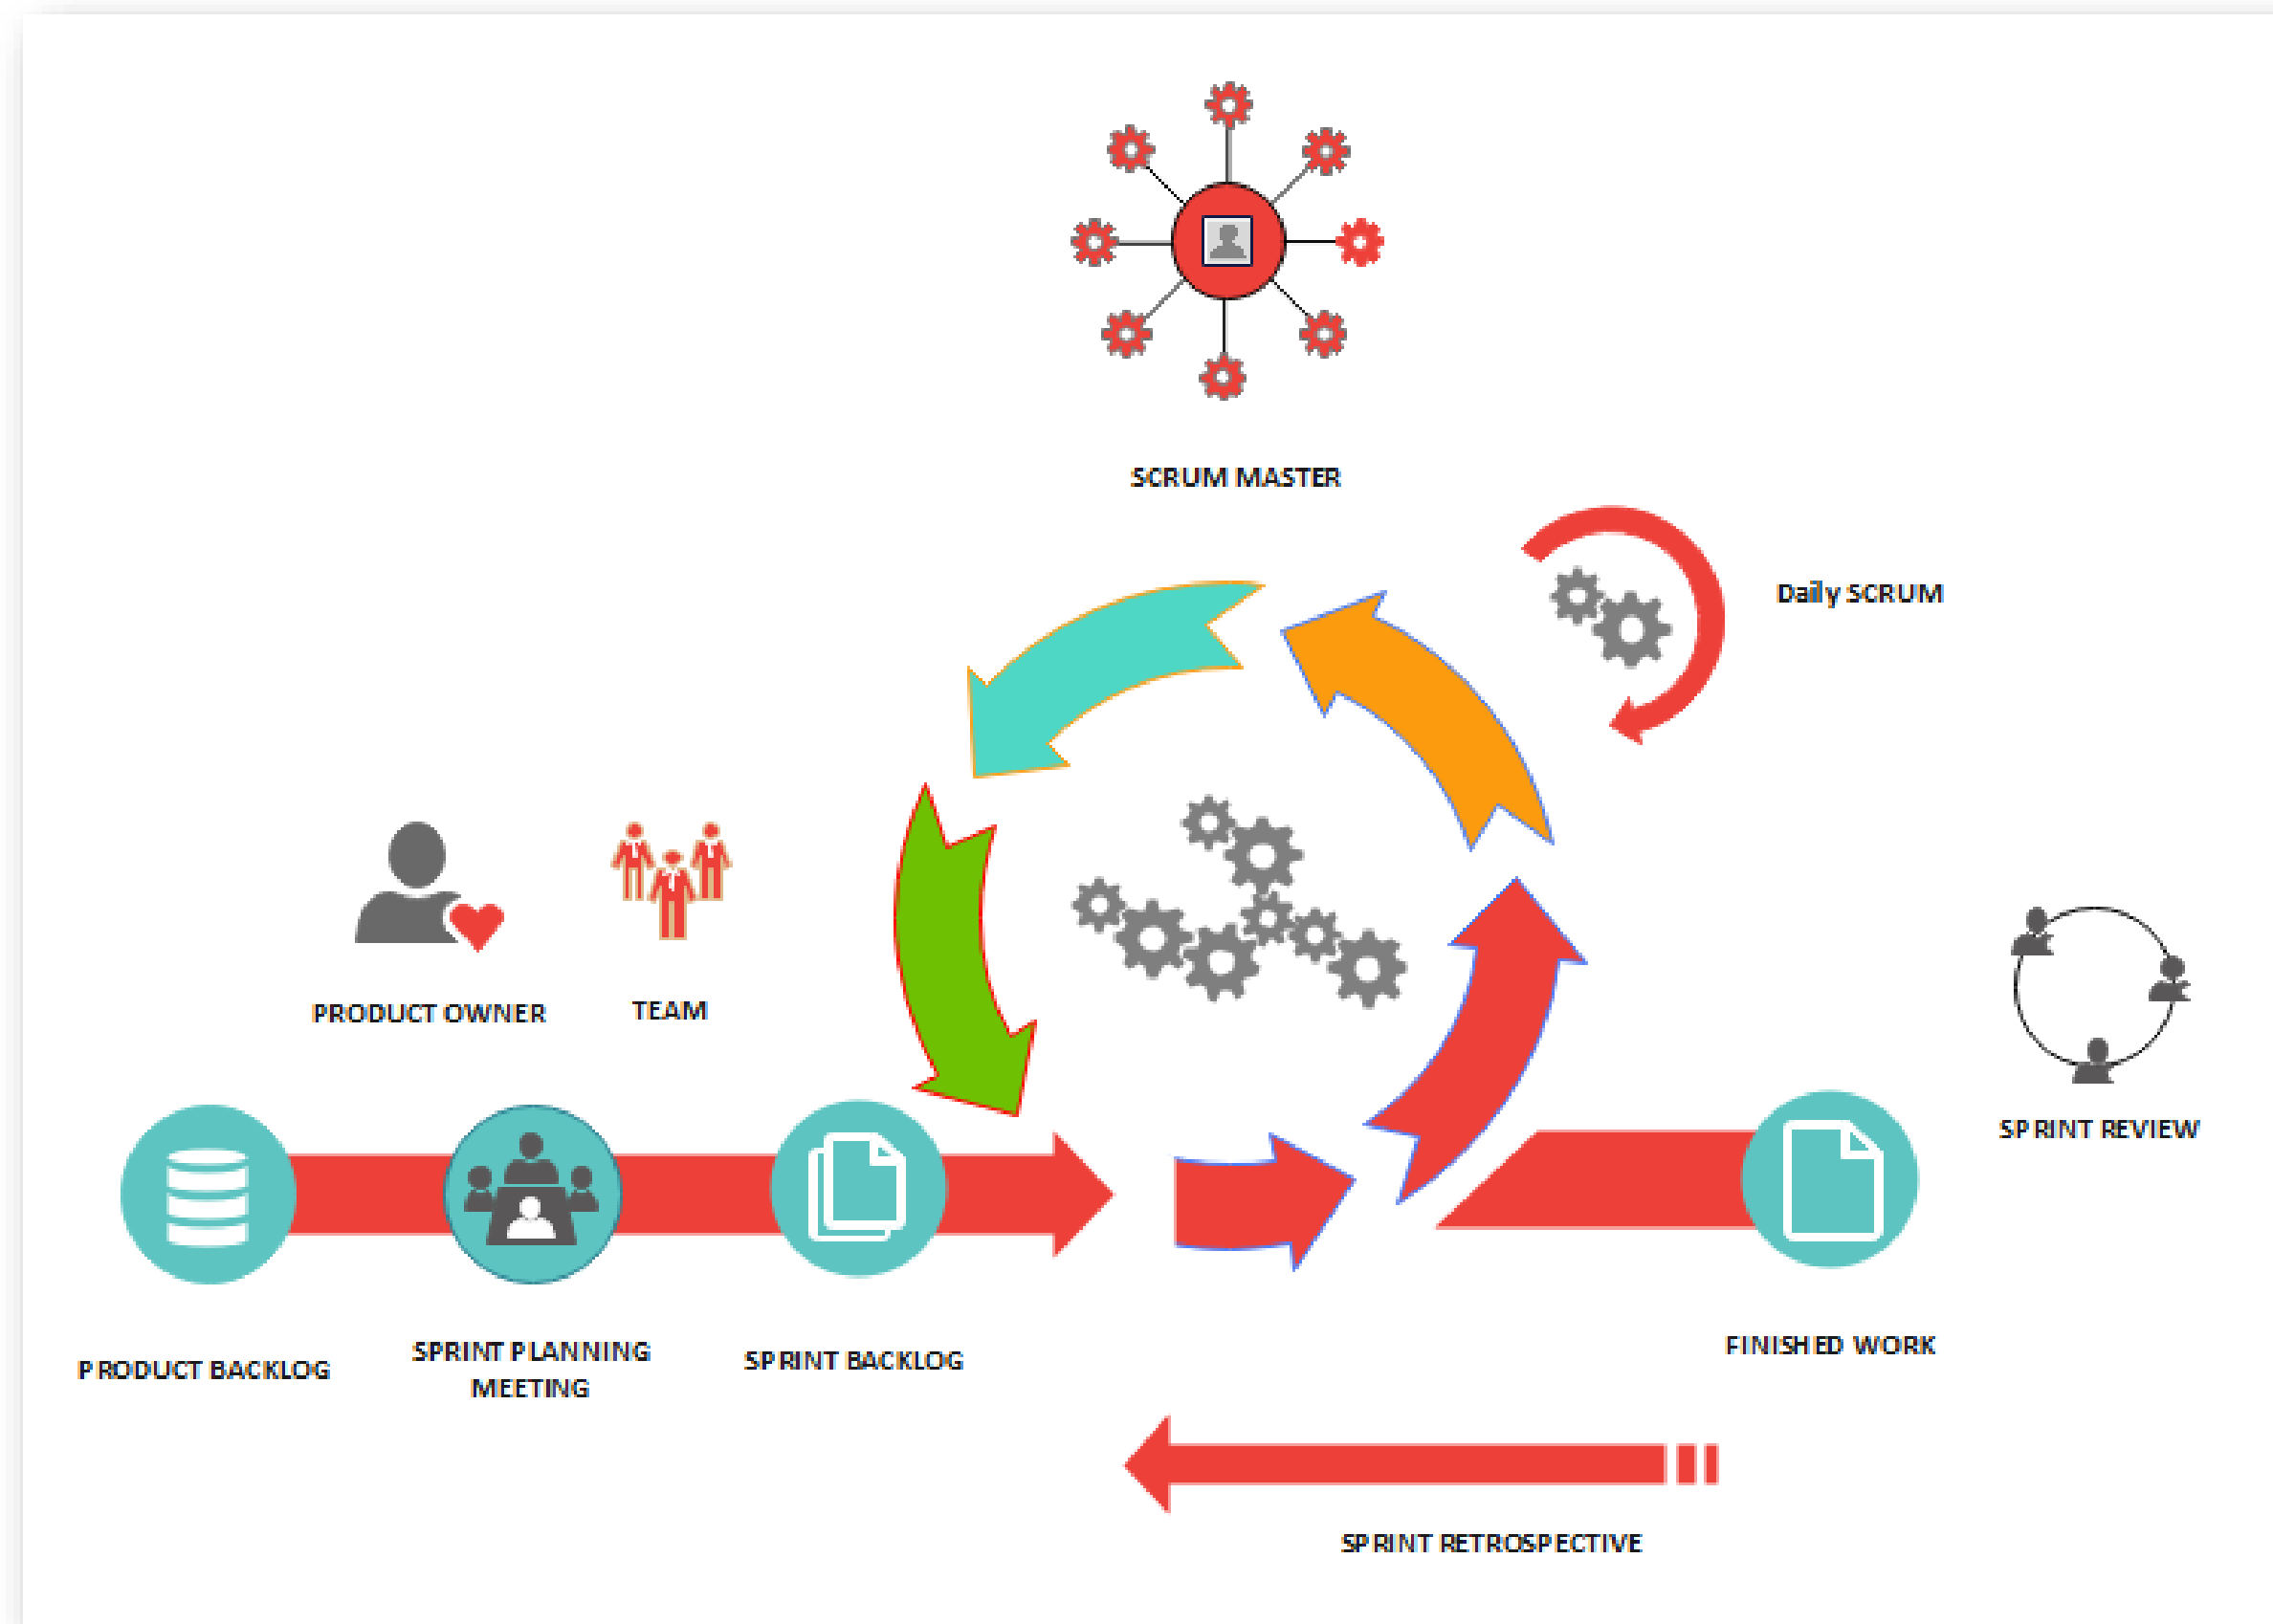 SCRUM MASTER
Daily SCRUM
PRODUCT OWNER
TEAM
SPRINT REVIEW
PRODUCT BACKLOG
SPRINT PLANNING
MEETING
SPRINT BACKLOG
FINISHED WORK
SPRINT RETROSPECTIVE